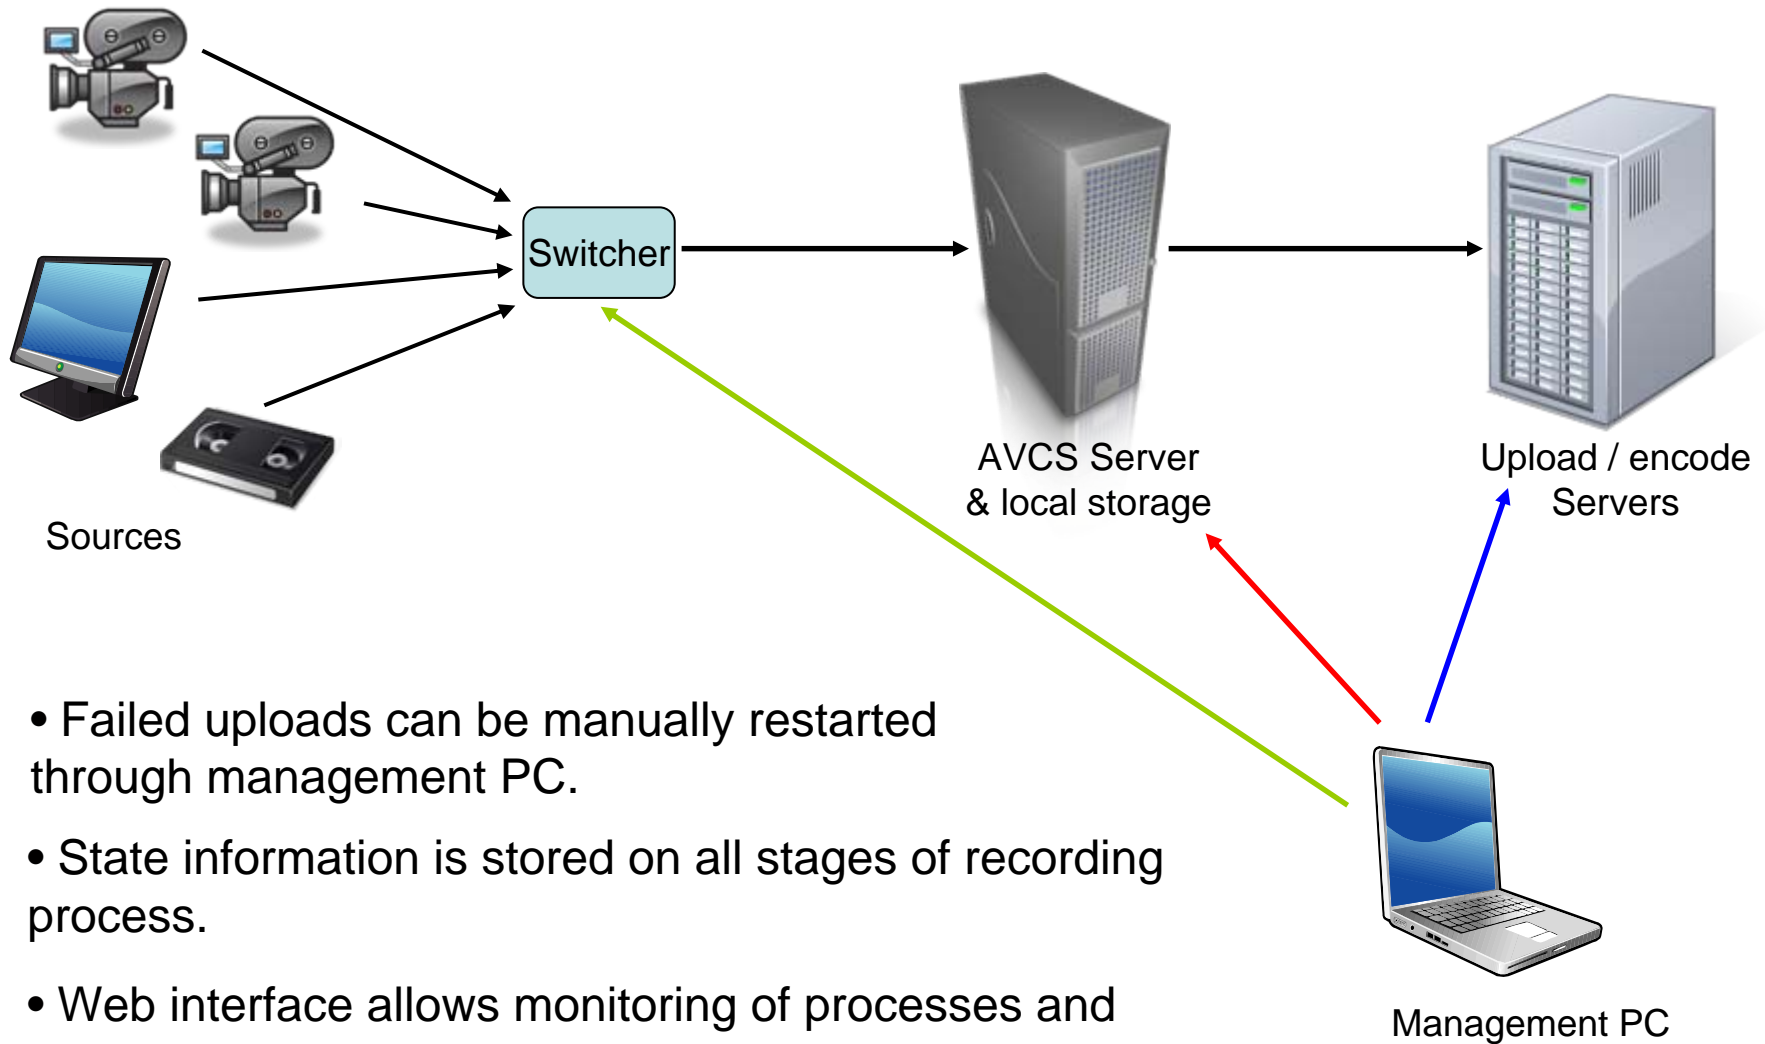 Switcher
AVCS Server
& local storage
Upload / encode
Servers
Sources
• Failed uploads can be manually restarted
through management PC.
• State information is stored on all stages of recording
process.
• Web interface allows monitoring of processes and
Management PC